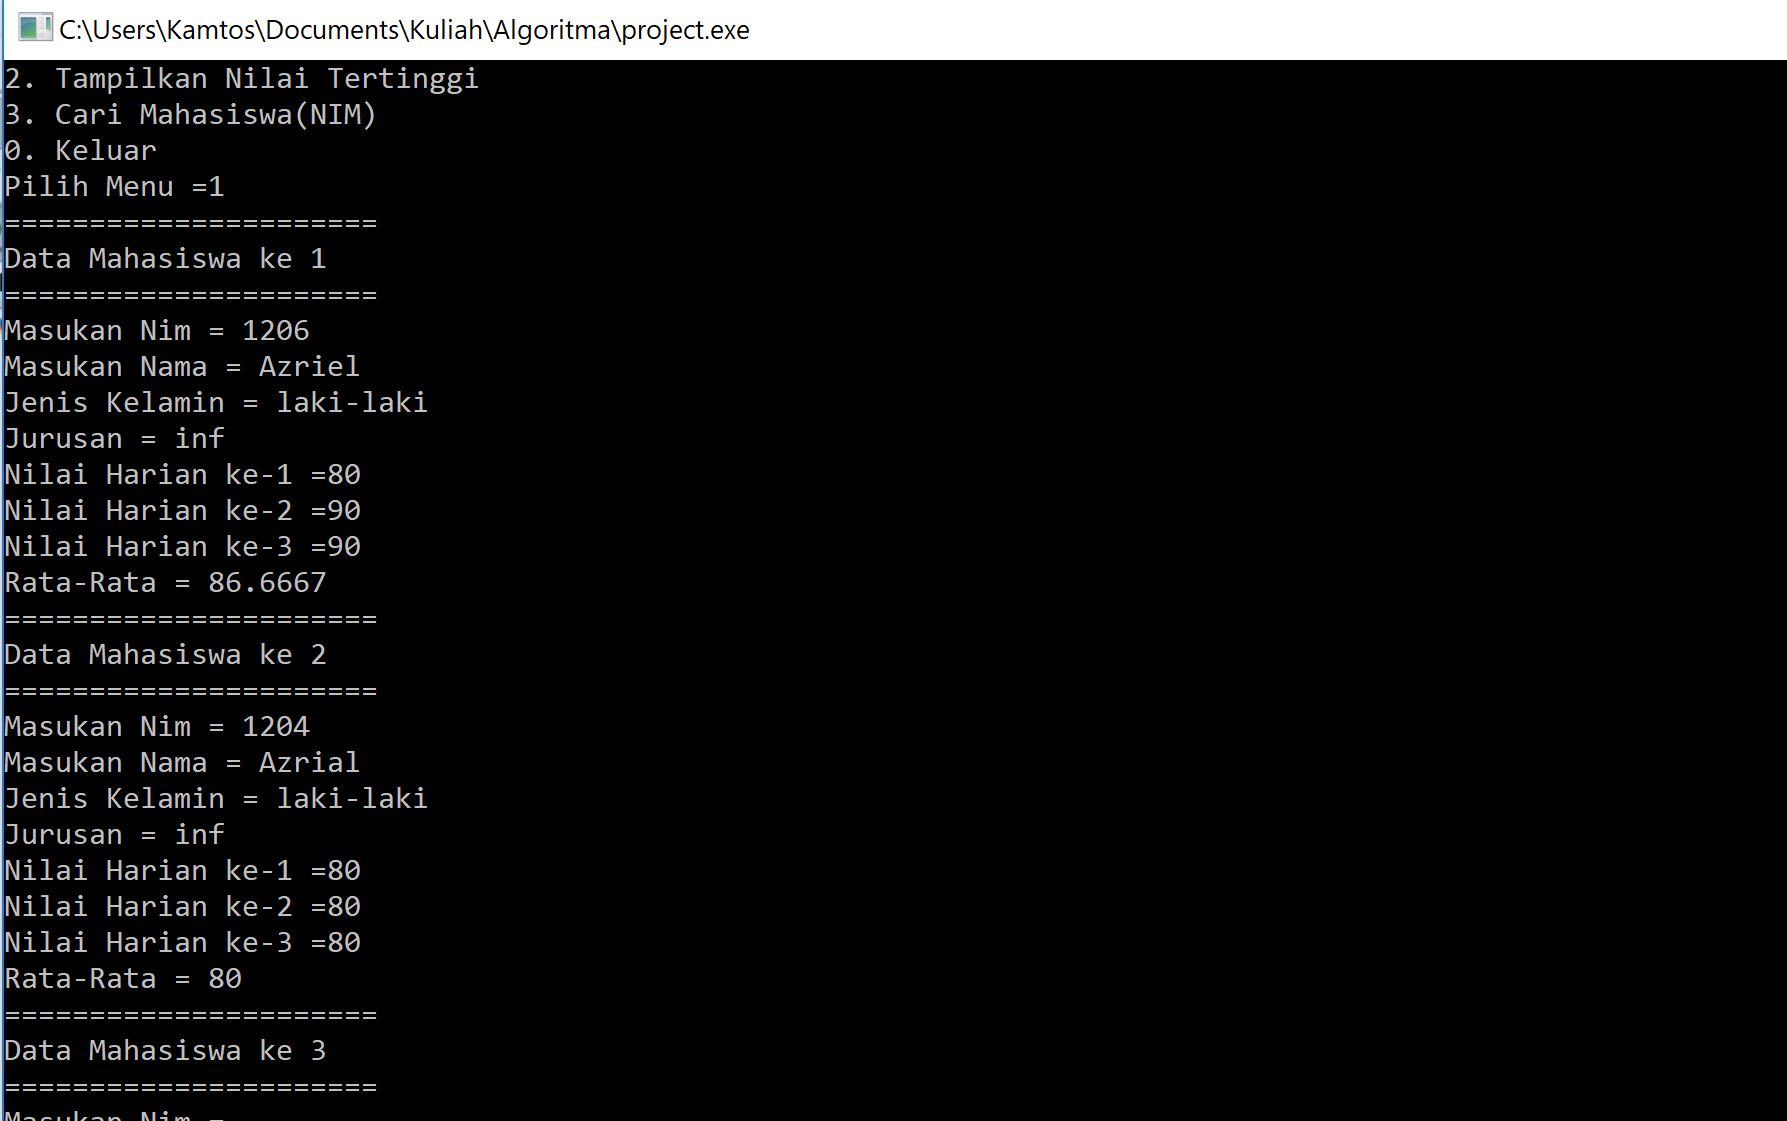 C:\Users\Kamtos\Documents\Kuliah\Algoritma\project.exe
2. Tampilkan Nilai Tertinggi
3. Cari Mahasiswa(NIM)
0. Keluar
Pilih Menu =1
======================
Data Mahasiswa ke 1
======================
Masukan Nim = 1206
Masukan Nama = Azriel
Jenis Kelamin = laki-laki
Jurusan = inf
Nilai Harian ke-1 =80
Nilai Harian ke-2 =90
Nilai Harian ke-3 =90
Rata-Rata = 86.6667
======================
Data Mahasiswa ke 2
======================
Masukan Nim = 1204
Masukan Nama = Azrial
Jenis Kelamin = laki-laki
Jurusan = inf
Nilai Harian ke-1 =80
Nilai Harian ke-2 =80
Nilai Harian ke-3 =80
Rata-Rata = 80
======================
Data Mahasiswa ke 3
======================
Masukan Nim =